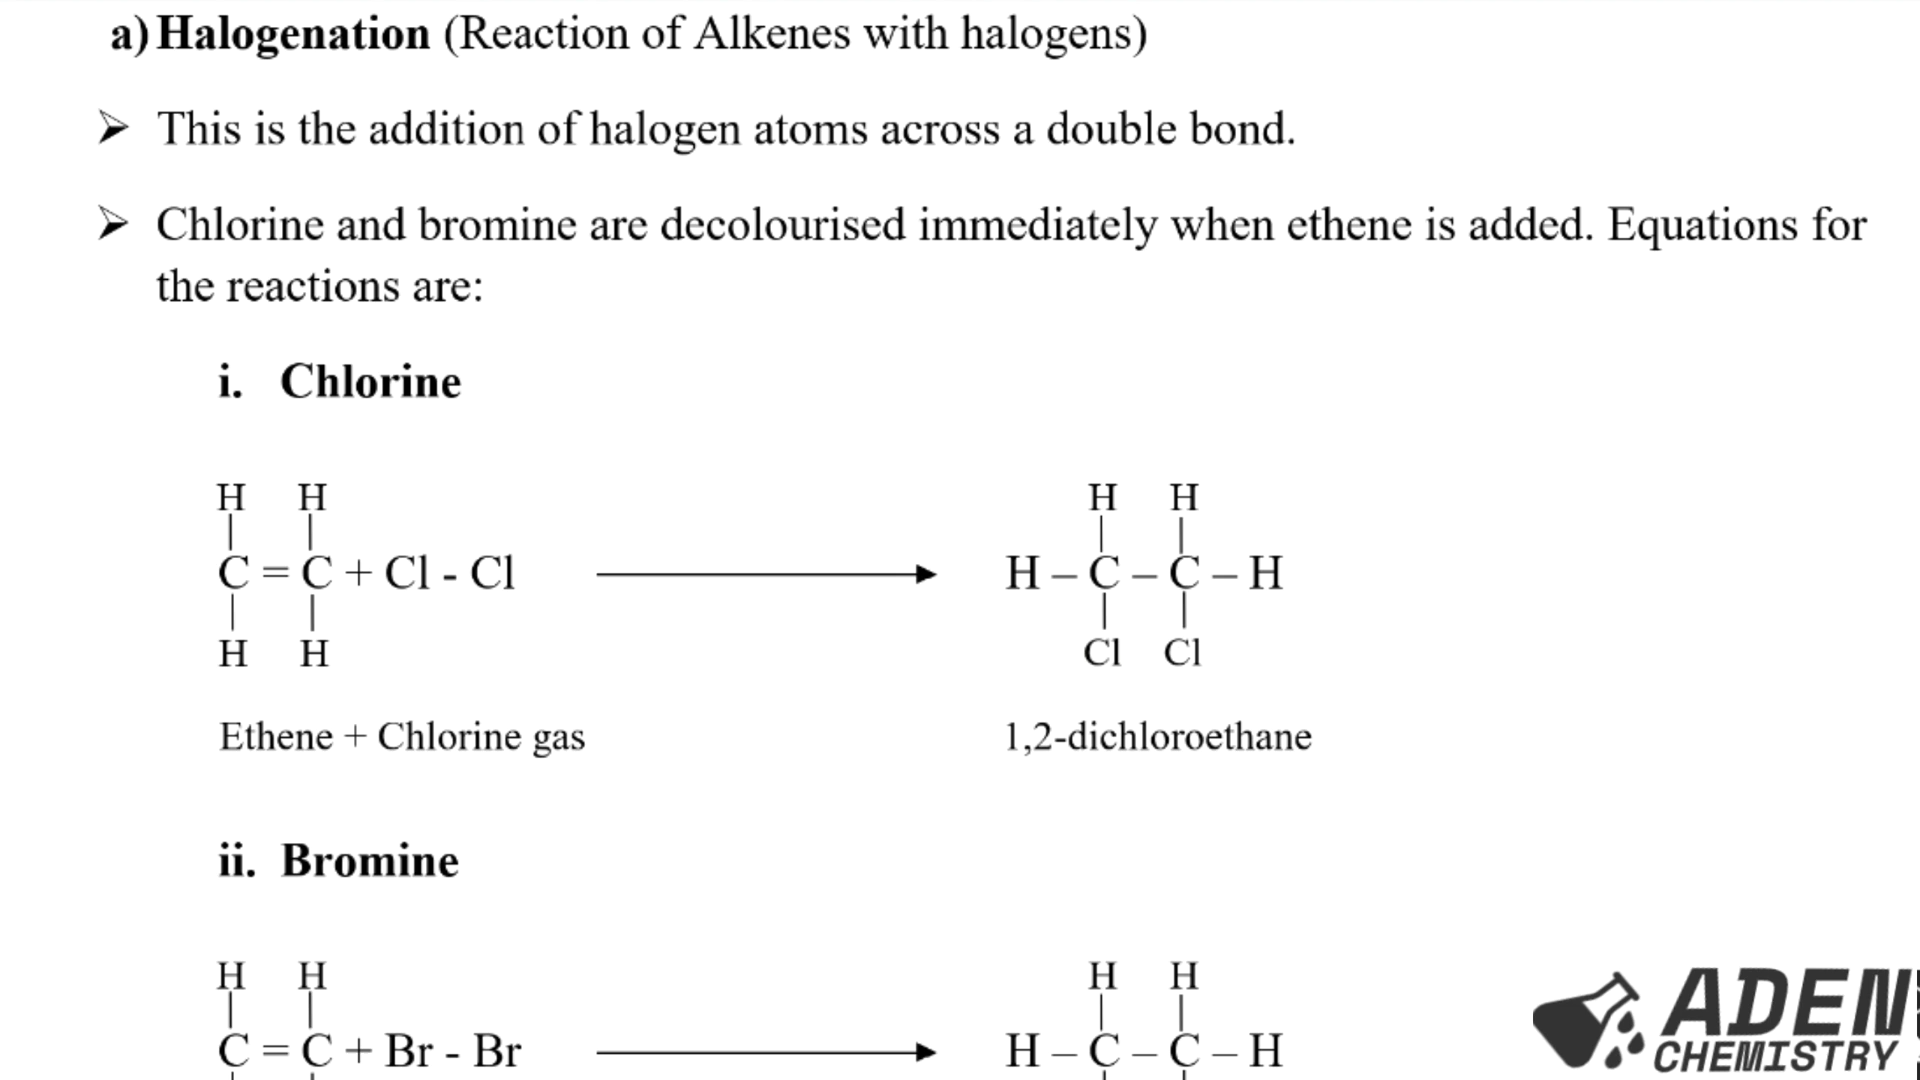 a) Halogenation (Reaction of Alkenes with halogens)
➢ This is the addition of halogen atoms across a double bond.
➢ Chlorine and bromine are decolourised immediately when ethene is added. Equations for
the reactions are:
i. Chlorine
H H H H
C = C + Cl - Cl H – C – C – H
H H Cl Cl
Ethene + Chlorine gas 1,2-dichloroethane
ii. Bromine
H H H H
C = C + Br - Br H – C – C – H
ADEN
CHEMISTRY